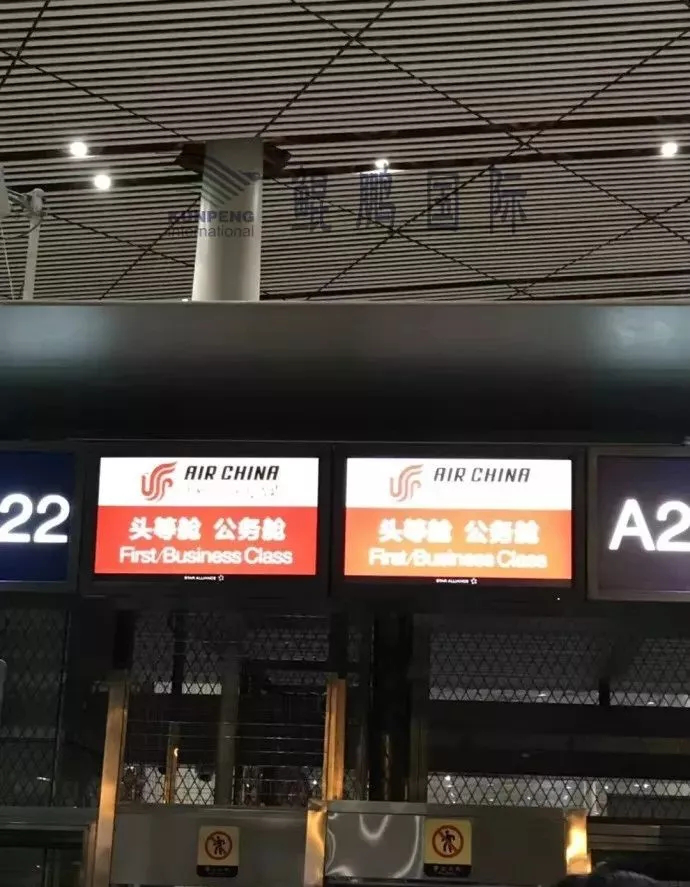 KUNPENG
International
鲲鹏国际
22
AIR CHINA
头等舱 公务舱
First/Business Class
STAR ALLIANCE
AIR CHINA
头等舱 公务舱
First/Business Class
STAR ALLIANCE
A2